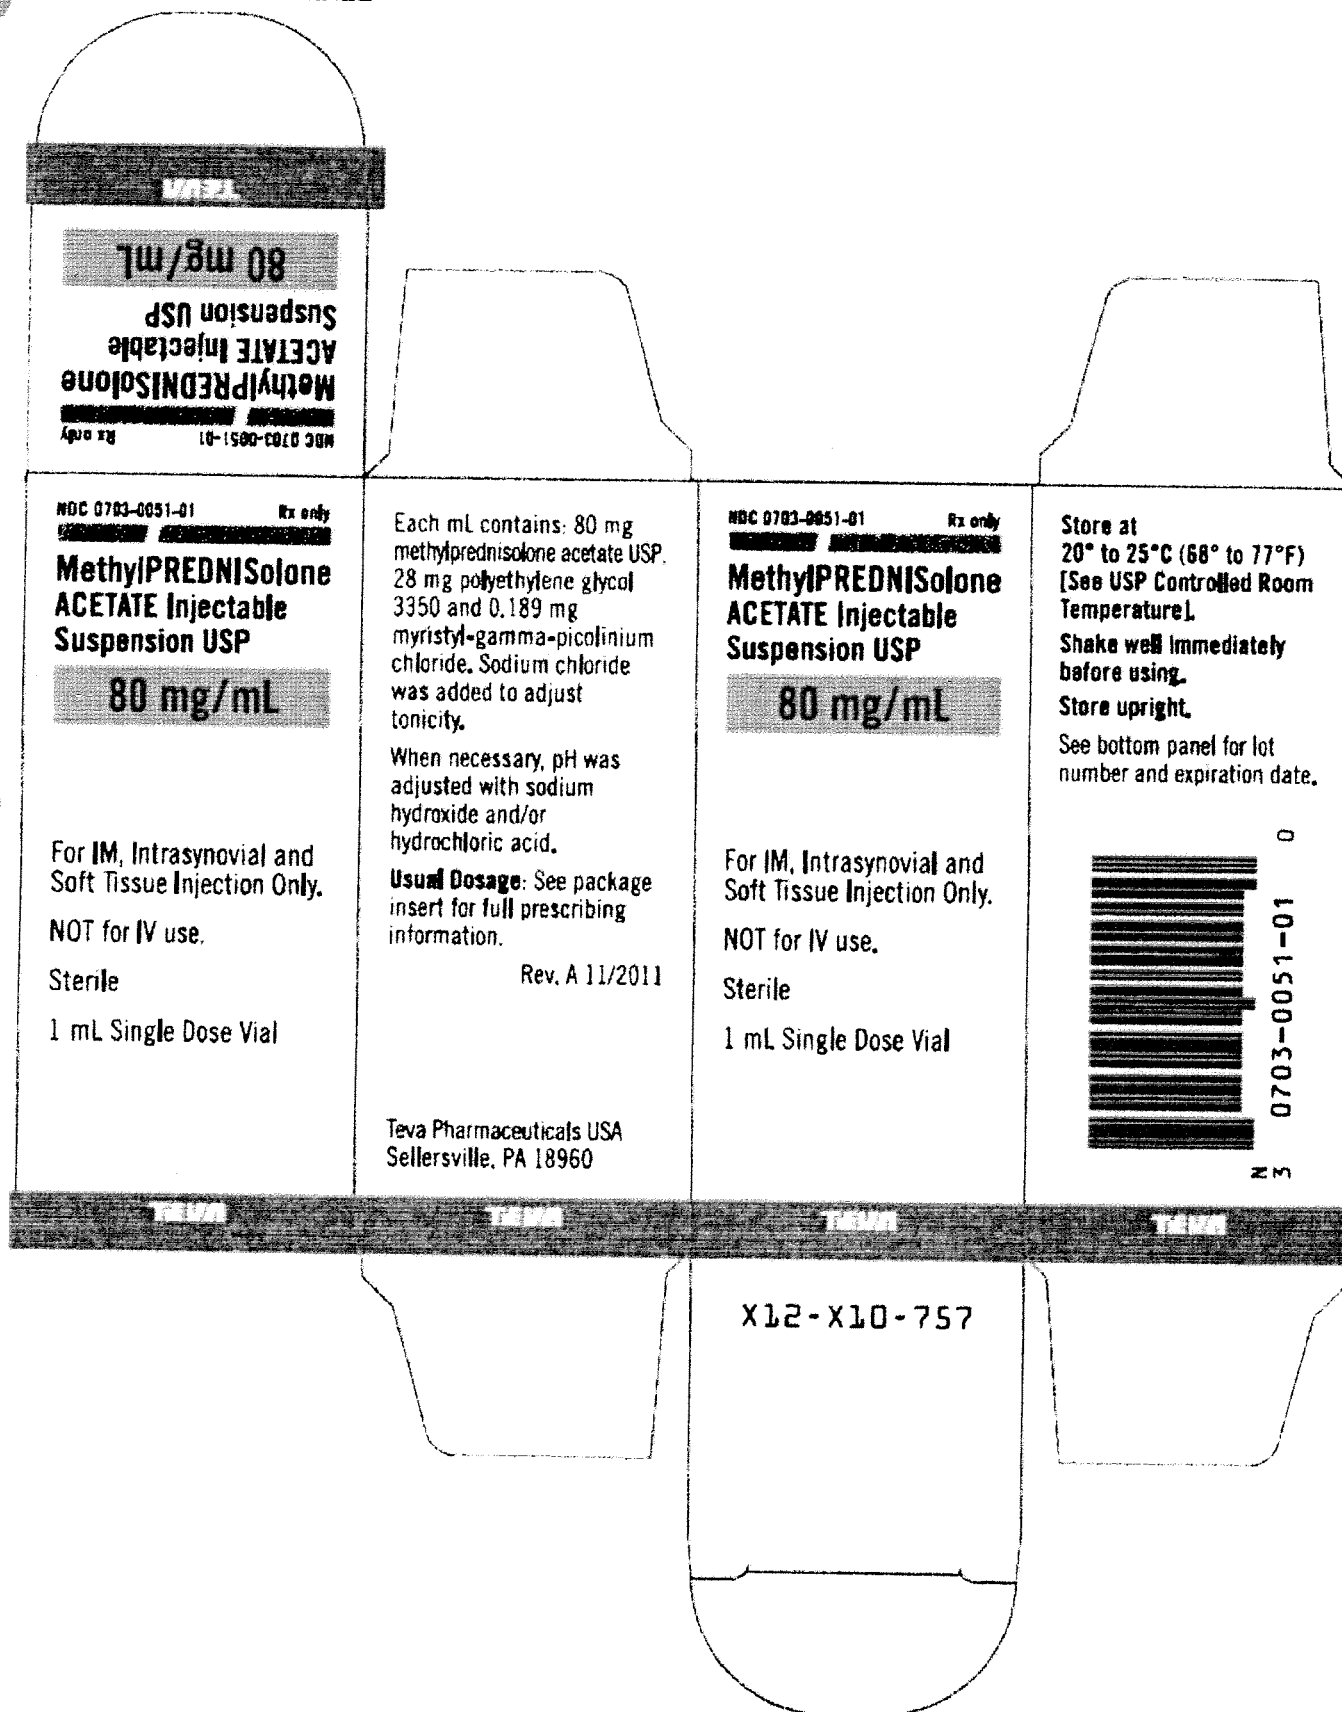 TEVA
80 mg/mL
Suspension USP
ACETATE Injectable
MethylPREDNISolone
NDC 0703-0051-01 Rx only
NDC 0703-0051-01 Rx only
MethylPREDNISolone
ACETATE Injectable
Suspension USP
80 mg/mL
For IM, Intrasynovial and
Soft Tissue Injection Only.
NOT for IV use.
Sterile
1 mL Single Dose Vial
TEVA
Each mL contains: 80 mg
methylprednisolone acetate USP.
28 mg polyethylene glycol
3350 and 0.189 mg
myristyl-gamma-picolinium
chloride. Sodium chloride
was added to adjust
tonicity.
When necessary, pH was
adjusted with sodium
hydroxide and/or
hydrochloric acid.
Usual Dosage: See package
insert for full prescribing
information.
Rev. A 11/2011
Teva Pharmaceuticals USA
Sellersville, PA 18960
TEVA
NDC 0703-0051-01 Rx only
MethylPREDNISolone
ACETATE Injectable
Suspension USP
80 mg/mL
For IM, Intrasynovial and
Soft Tissue Injection Only.
NOT for IV use.
Sterile
1 mL Single Dose Vial
TEVA
X12-X10-757
Store at
20° to 25°C (68° to 77°F)
[See USP Controlled Room
Temperature].
Shake well immediately
before using.
Store upright.
See bottom panel for lot
number and expiration date.
N
3 0703-0051-01 0
TEVA